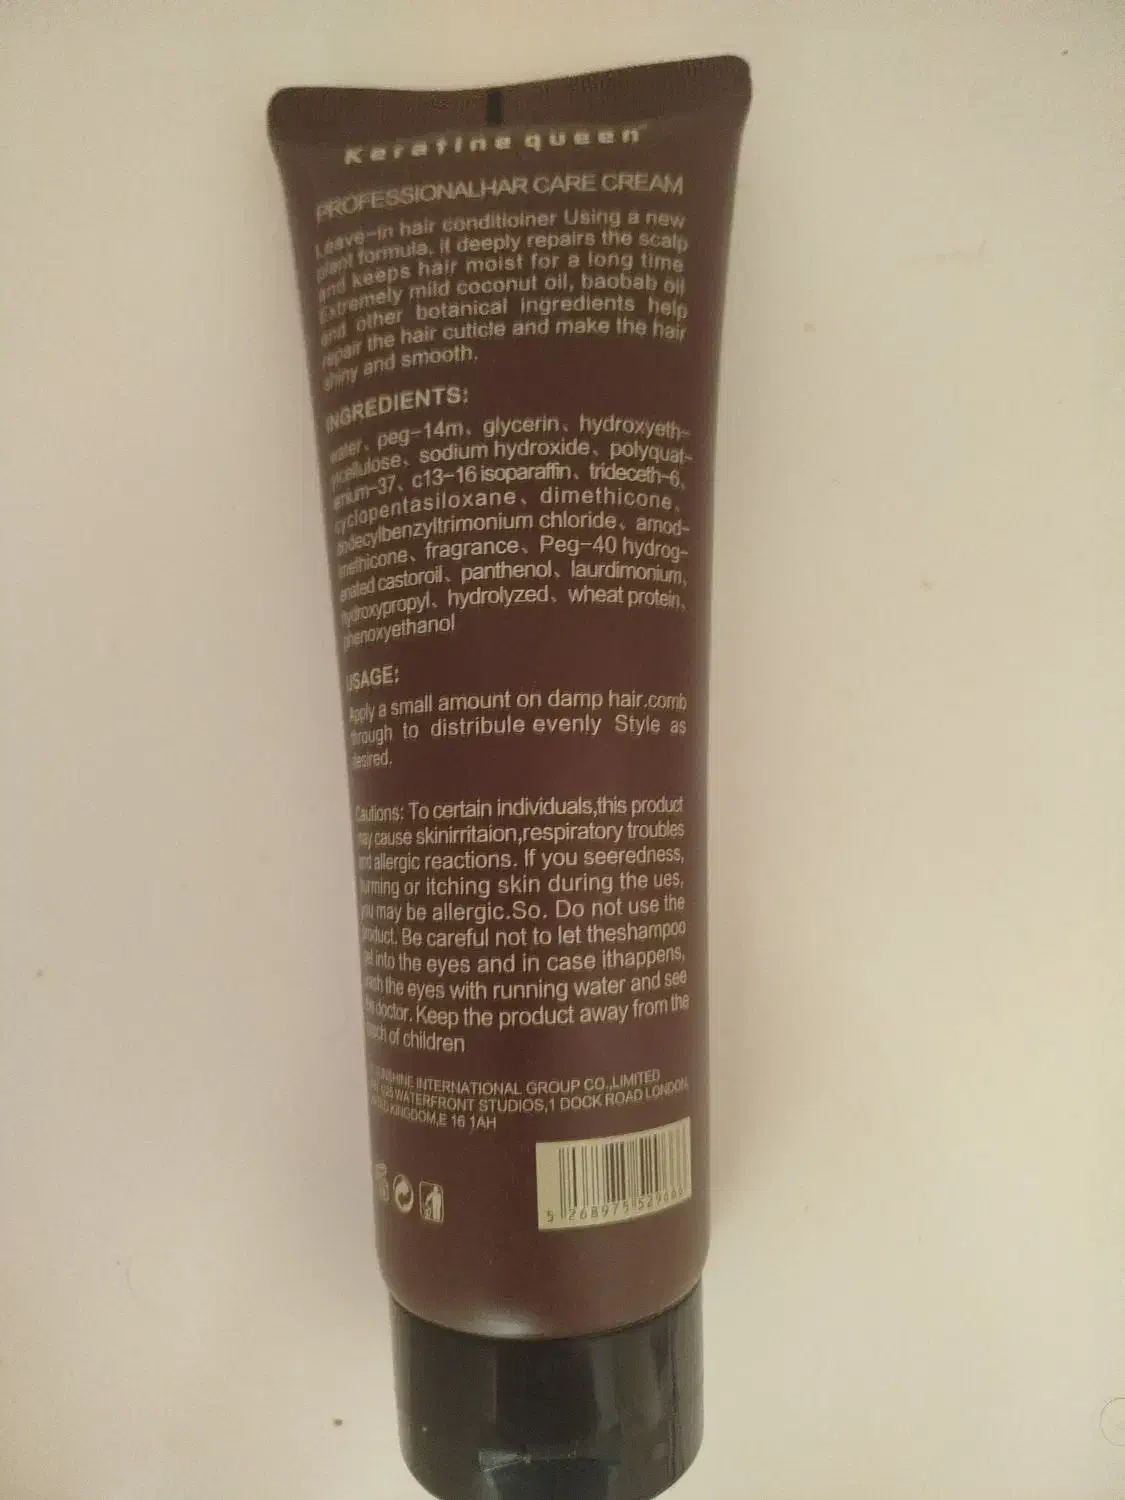 Keratine queen
PROFESSIONALHAR CARE CREAM
Leave-in hair conditioiner Using a new
plant formula, it deeply repairs the scalp
and keeps hair moist for a long time
Extremely mild coconut oil, baobab oil
and other botanical ingredients help
repair the hair cuticle and make the hair
shiny and smooth.
INGREDIENTS:
water、peg-14m、glycerin、hydroxyeth-
ycellulose、sodium hydroxide、polyquat-
enium-37、c13-16 isoparaffin、trideceth-6、
cyclopentasiloxane、dimethicone、
dodecylbenzyltrimonium chloride、amod-
imethicone、fragrance、Peg-40 hydrog-
enated castoroil、panthenol、laurdimonium、
hydroxypropyl、hydrolyzed、wheat protein、
phenoxyethanol
USAGE:
Apply a small amount on damp hair.comb
through to distribule evenly Style as
desired.
Cautions: To certain individuals,this product
may cause skinirritaion,respiratory troubles
and allergic reactions. If you seeredness,
burming or itching skin during the ues,
you may be allergic.So. Do not use the
product. Be careful not to let theshampoo
gel into the eyes and in case ithappens,
wash the eyes with running water and see
the doctor. Keep the product away from the
reach of children
SUNSHINE INTERNATIONAL GROUP CO.,LIMITED
WATERFRONT STUDIOS,1 DOCK ROAD LONDON,
UNITED KINGDOM,E 16 1AH
5 268975